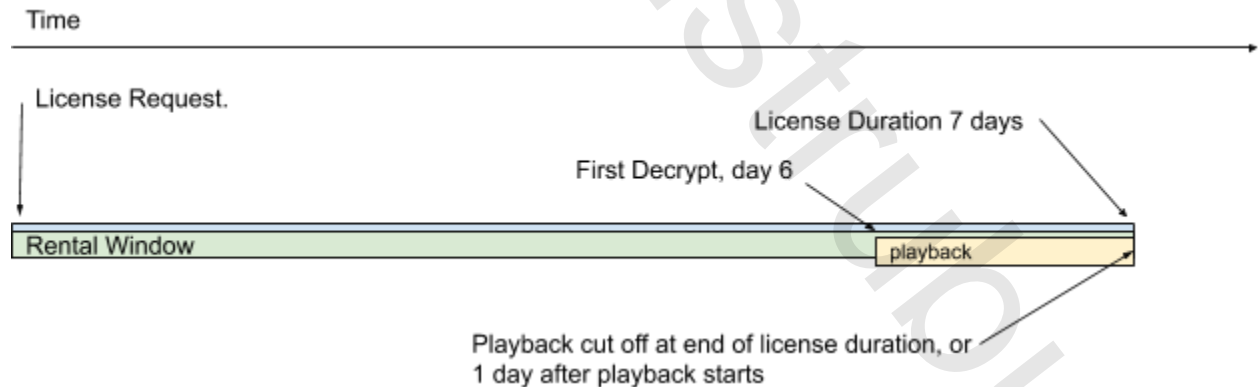 Time
License Request.
License Duration 7 days
First Decrypt, day 6
Rental Window
playback
Playback cut off at end of license duration, or
1 day after playback starts